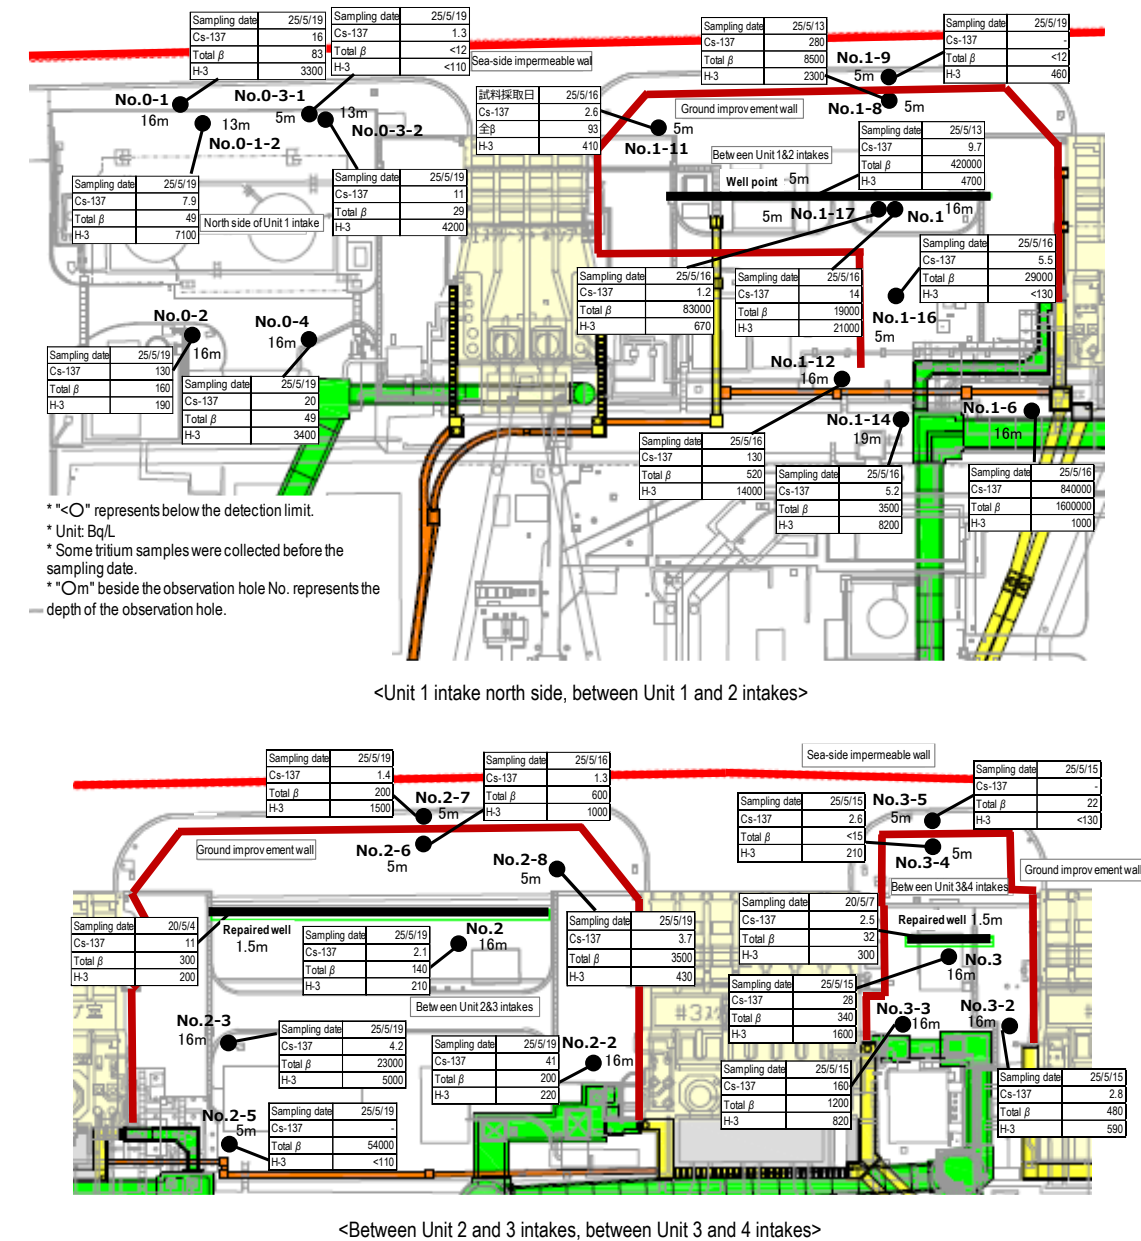 Sampling date 25/5/19
Cs-137 16
Total β 83
H-3 3300
Sampling date 25/5/19
Cs-137 1.3
Total β <12
H-3 <110
Sea-side impermeable wal
Sampling date 25/5/13
Cs-137 280
Total β 8500
H-3 2300
Sampling date 25/5/19
Cs-137 -
Total β <12
H-3 460
No.1-9
5m
No.0-1
16m
No.0-3-1
5m
13m
No.0-3-2
13m
No.0-1-2
試料採取日 25/5/16
Cs-137 2.6
全β 93
H-3 410
5m
No.1-11
Ground improvement wall
No.1-8
5m
Sampling date 25/5/13
Cs-137 9.7
Total β 420000
H-3 4700
Between Unit 1&2 intakes
Well point 5m
Sampling date 25/5/19
Cs-137 7.9
Total β 49
H-3 7100
North side of Unit 1 intake
Sampling date 25/5/19
Cs-137 11
Total β 29
H-3 4200
5m No.1-17
No.1 16m
Sampling date 25/5/16
Cs-137 5.5
Total β 29000
H-3 <130
Sampling date 25/5/16
Cs-137 1.2
Total β 83000
H-3 670
Sampling date 25/5/16
Cs-137 14
Total β 19000
H-3 21000
No.1-16
5m
No.0-2
16m
No.0-4
16m
Sampling date 25/5/19
Cs-137 130
Total β 160
H-3 190
Sampling date 25/5/19
Cs-137 20
Total β 49
H-3 3400
No.1-12
16m
No.1-14
19m
No.1-6
16m
Sampling date 25/5/16
Cs-137 130
Total β 520
H-3 14000
Sampling date 25/5/16
Cs-137 5.2
Total β 3500
H-3 8200
Sampling date 25/5/16
Cs-137 840000
Total β 1600000
H-3 1000
* "<○" represents below the detection limit.
* Unit: Bq/L
* Some tritium samples were collected before the
sampling date.
* "○m" beside the observation hole No. represents the
depth of the observation hole.
<Unit 1 intake north side, between Unit 1 and 2 intakes>
Sea-side impermeable wall
Sampling date 25/5/19
Cs-137 1.4
Total β 200
H-3 1500
Sampling date 25/5/16
Cs-137 1.3
Total β 600
H-3 1000
Sampling date 25/5/15
Cs-137 -
Total β 22
H-3 <130
No.2-7
5m
No.3-5
5m
Sampling date 25/5/15
Cs-137 2.6
Total β <15
H-3 210
Ground improvement wall
No.2-6
5m
No.2-8
5m
No.3-4
5m
Ground improvement wall
Between Unit 3&4 intakes
Sampling date 20/5/4
Cs-137 11
Total β 300
H-3 200
Repaired well
1.5m
Sampling date 25/5/19
Cs-137 2.1
Total β 140
H-3 210
No.2
16m
Sampling date 25/5/19
Cs-137 3.7
Total β 3500
H-3 430
Sampling date 20/5/7
Cs-137 2.5
Total β 32
H-3 300
Repaired well 1.5m
No.3
16m
Between Unit 2&3 intakes
Sampling date 25/5/15
Cs-137 28
Total β 340
H-3 1600
No.2-3
16m
Sampling date 25/5/19
Cs-137 4.2
Total β 23000
H-3 5000
Sampling date 25/5/19
Cs-137 41
Total β 200
H-3 220
No.2-2
16m
No.3-3
16m
No.3-2
16m
Sampling date 25/5/15
Cs-137 160
Total β 1200
H-3 820
Sampling date 25/5/15
Cs-137 2.8
Total β 480
H-3 590
No.2-5
5m
Sampling date 25/5/19
Cs-137 -
Total β 54000
H-3 <110
<Between Unit 2 and 3 intakes, between Unit 3 and 4 intakes>